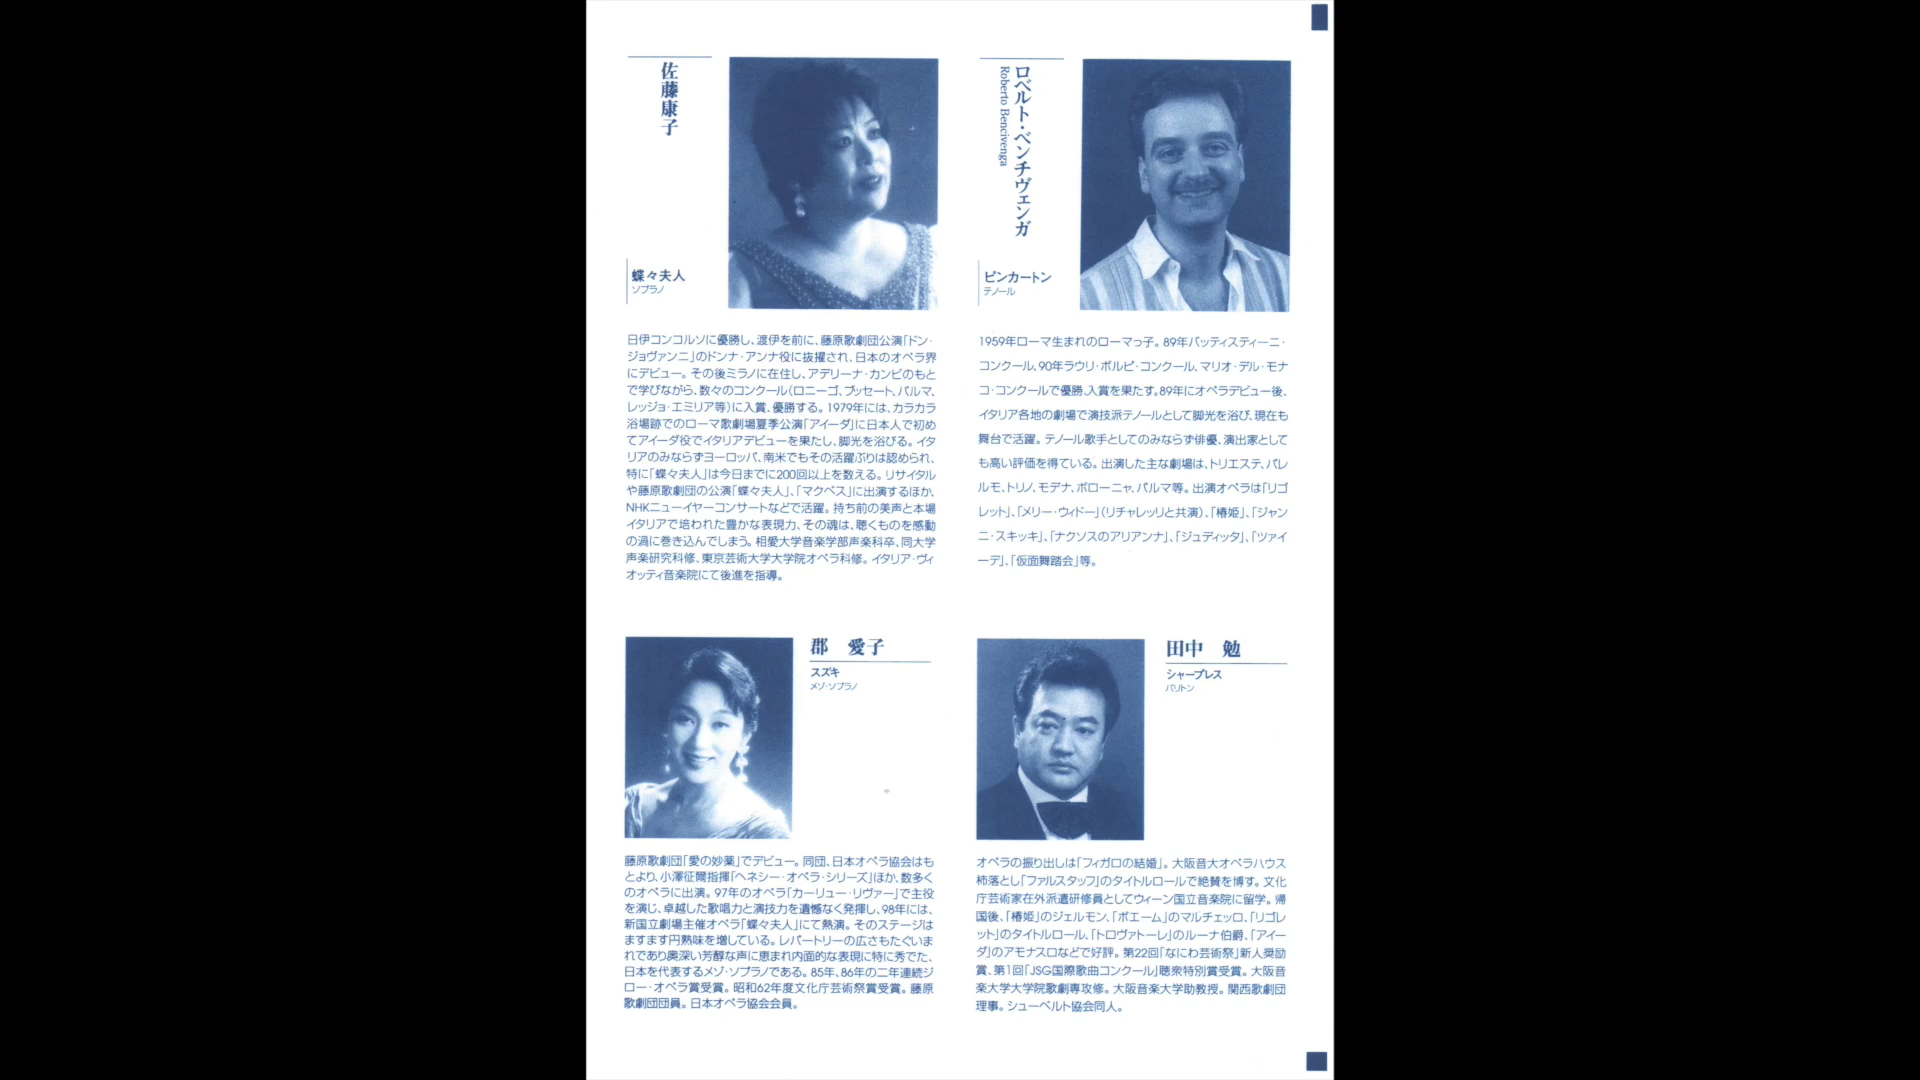 佐藤康子
蝶々夫人
ソプラノ
日伊コンコルソに優勝し、渡伊を前に、藤原歌劇団公演「ドン・
ジョヴァンニ」のドンナ・アンナ役に抜擢され、日本のオペラ界
にデビュー。その後ミラノに在住し、アデリーナ・カンビのもと
で学びながら、数々のコンクール（ロニーゴ、ブッセート、パルマ、
レッジョ・エミリア等）に入賞、優勝する。1979年には、カラカラ
浴場跡でのローマ歌劇場夏季公演「アイーダ」に日本人で初め
てアイーダ役でイタリアデビューを果たし、脚光を浴びる。イタ
リアのみならずヨーロッパ、南米でもその活躍ぶりは認められ、
特に「蝶々夫人」は今日までに200回以上を数える。リサイタル
や藤原歌劇団の公演「蝶々夫人」、「マクベス」に出演するほか、
NHKニューイヤーコンサートなどで活躍。持ち前の美声と本場
イタリアで培われた豊かな表現力、その魂は、聴くものを感動
の渦に巻き込んでしまう。相愛大学音楽学部声楽科卒、同大学
声楽研究科修、東京芸術大学大学院オペラ科修。イタリア・ヴィ
オッティ音楽院にて後進を指導。
ロベルト・ベンチヴェンガ
Roberto Bencivenga
ピンカートン
テノール
1959年ローマ生まれのローマっ子。89年バッティスティーニ・
コンクール、90年ラウリ・ボルピ・コンクール、マリオ・デル・モナ
コ・コンクールで優勝、入賞を果たす。89年にオペラデビュー後、
イタリア各地の劇場で演技派テノールとして脚光を浴び、現在も
舞台で活躍。テノール歌手としてのみならず俳優、演出家として
も高い評価を得ている。出演した主な劇場は、トリエステ、パレ
ルモ、トリノ、モデナ、ボローニャ、パルマ等。出演オペラは「リゴ
レット」、「メリー・ウィドー」（リチャレッリと共演）、「椿姫」、「ジャン
ニ・スキッキ」、「ナクソスのアリアンナ」、「ジュディッタ」、「ツァイ
ーデ」、「仮面舞踏会」等。
郡　愛子
スズキ
メゾ・ソプラノ
藤原歌劇団「愛の妙薬」でデビュー。同団、日本オペラ協会はも
とより、小澤征爾指揮「ヘネシー・オペラ・シリーズ」ほか、数多く
のオペラに出演。97年のオペラ「カーリュー・リヴァー」で主役
を演じ、卓越した歌唱力と演技力を遺憾なく発揮し、98年には、
新国立劇場主催オペラ「蝶々夫人」にて熱演。そのステージは
ますます円熟味を増している。レパートリーの広さもたぐいま
れであり奥深い芳醇な声に恵まれ内面的な表現に特に秀でた、
日本を代表するメゾ・ソプラノである。85年、86年の二年連続ジ
ロー・オペラ賞受賞。昭和62年度文化庁芸術祭賞受賞。藤原
歌劇団団員。日本オペラ協会会員。
田中　勉
シャープレス
バリトン
オペラの振り出しは「フィガロの結婚」。大阪音大オペラハウス
杮落とし「ファルスタッフ」のタイトルロールで絶賛を博す。文化
庁芸術家在外派遣研修員としてウィーン国立音楽院に留学。帰
国後、「椿姫」のジェルモン、「ボエーム」のマルチェッロ、「リゴレ
ット」のタイトルロール、「トロヴァトーレ」のルーナ伯爵、「アイー
ダ」のアモナスロなどで好評。第22回「なにわ芸術祭」新人奨励
賞、第1回「JSG国際歌曲コンクール」聴衆特別賞受賞。大阪音
楽大学大学院歌劇専攻修。大阪音楽大学助教授。関西歌劇団
理事。シューベルト協会同人。